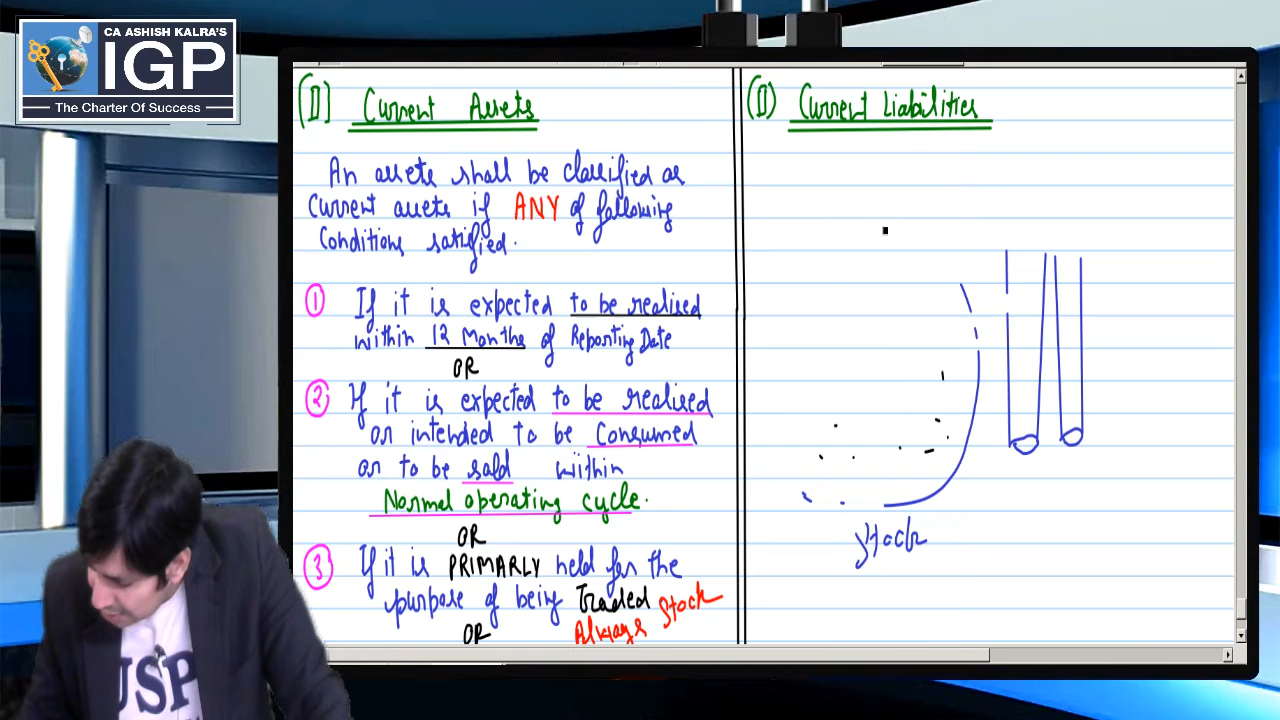 CA ASHISH KALRA'S
IGP
The Charter Of Success
(II] Current Assets
An assets shall be classified as
Current assets if ANY of following
Conditions satisfied.
① If it is expected to be realised
within 12 Months of Reporting Date
OR
② If it is expected to be realised
or intended to be Consumed
or to be sold within
Normal operating cycle.
OR
③ If it is PRIMARLY held for the
purpose of being Traded Stock
OR Always
(II) Current Liabilities
Stock
USP